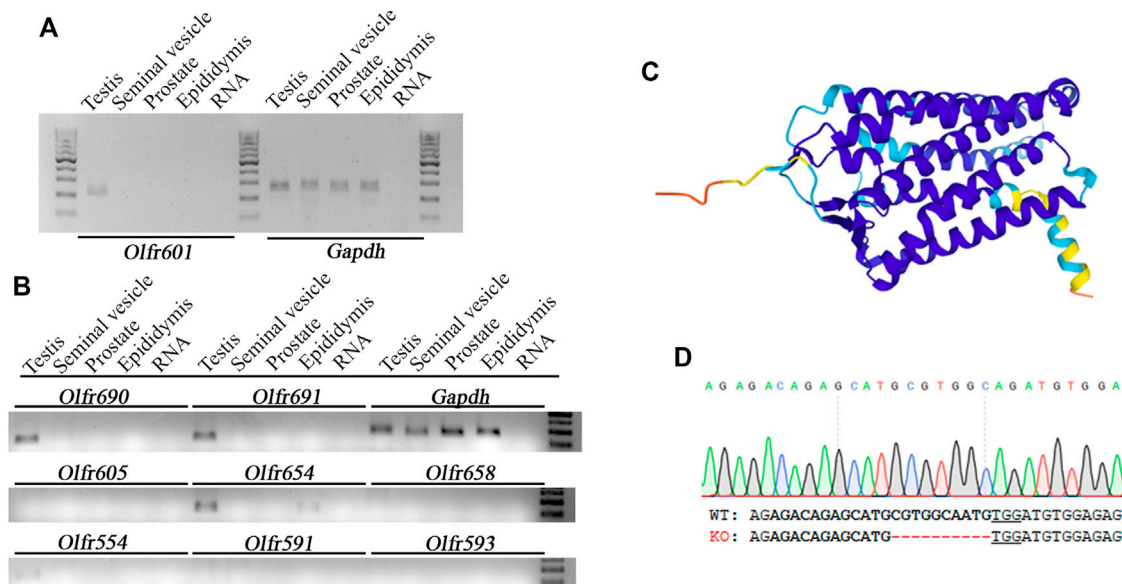 A
Testis
Seminal vesicle
Prostate
Epididymis
RNA
Testis
Seminal vesicle
Prostate
Epididymis
RNA
Olfr601
Gapdh
B
Testis
Seminal vesicle
Prostate
Epididymis
RNA
Testis
Seminal vesicle
Prostate
Epididymis
RNA
Testis
Seminal vesicle
Prostate
Epididymis
RNA
Olfr690 Olfr691 Gapdh
Olfr605 Olfr654 Olfr658
Olfr554 Olfr591 Olfr593
C
D
A G A G A C A G A G C A T G C G T G G C A G A T G T G G A
WT: AGAGACAGAGCATGCGTGGCAATGTGGATGTGGAGAG
KO: AGAGACAGAGCATG----------TGGATGTGGAGAG